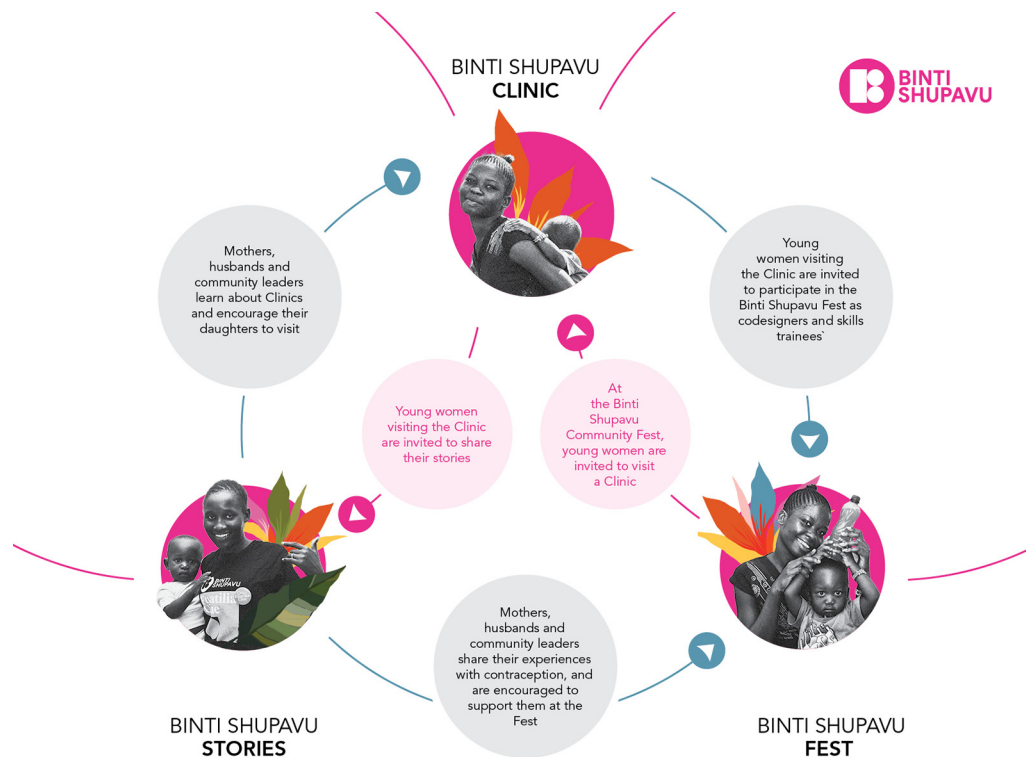 BINTI SHUPAVU
CLINIC
BINTI
SHUPAVU
Mothers,
husbands and
community leaders
learn about Clinics
and encourage their
daughters to visit
Young
women visiting
the Clinic are invited
to participate in the
Binti Shupavu Fest as
codesigners and skills
trainees`
Young women
visiting the Clinic
are invited to share
their stories
At
the Binti
Shupavu
Community Fest,
young women are
invited to visit
a Clinic
BINTI
SHUPAVU
Mothers,
husbands and
community leaders
share their experiences
with contraception, and
are encouraged to
support them at the
Fest
BINTI SHUPAVU
STORIES
BINTI SHUPAVU
FEST